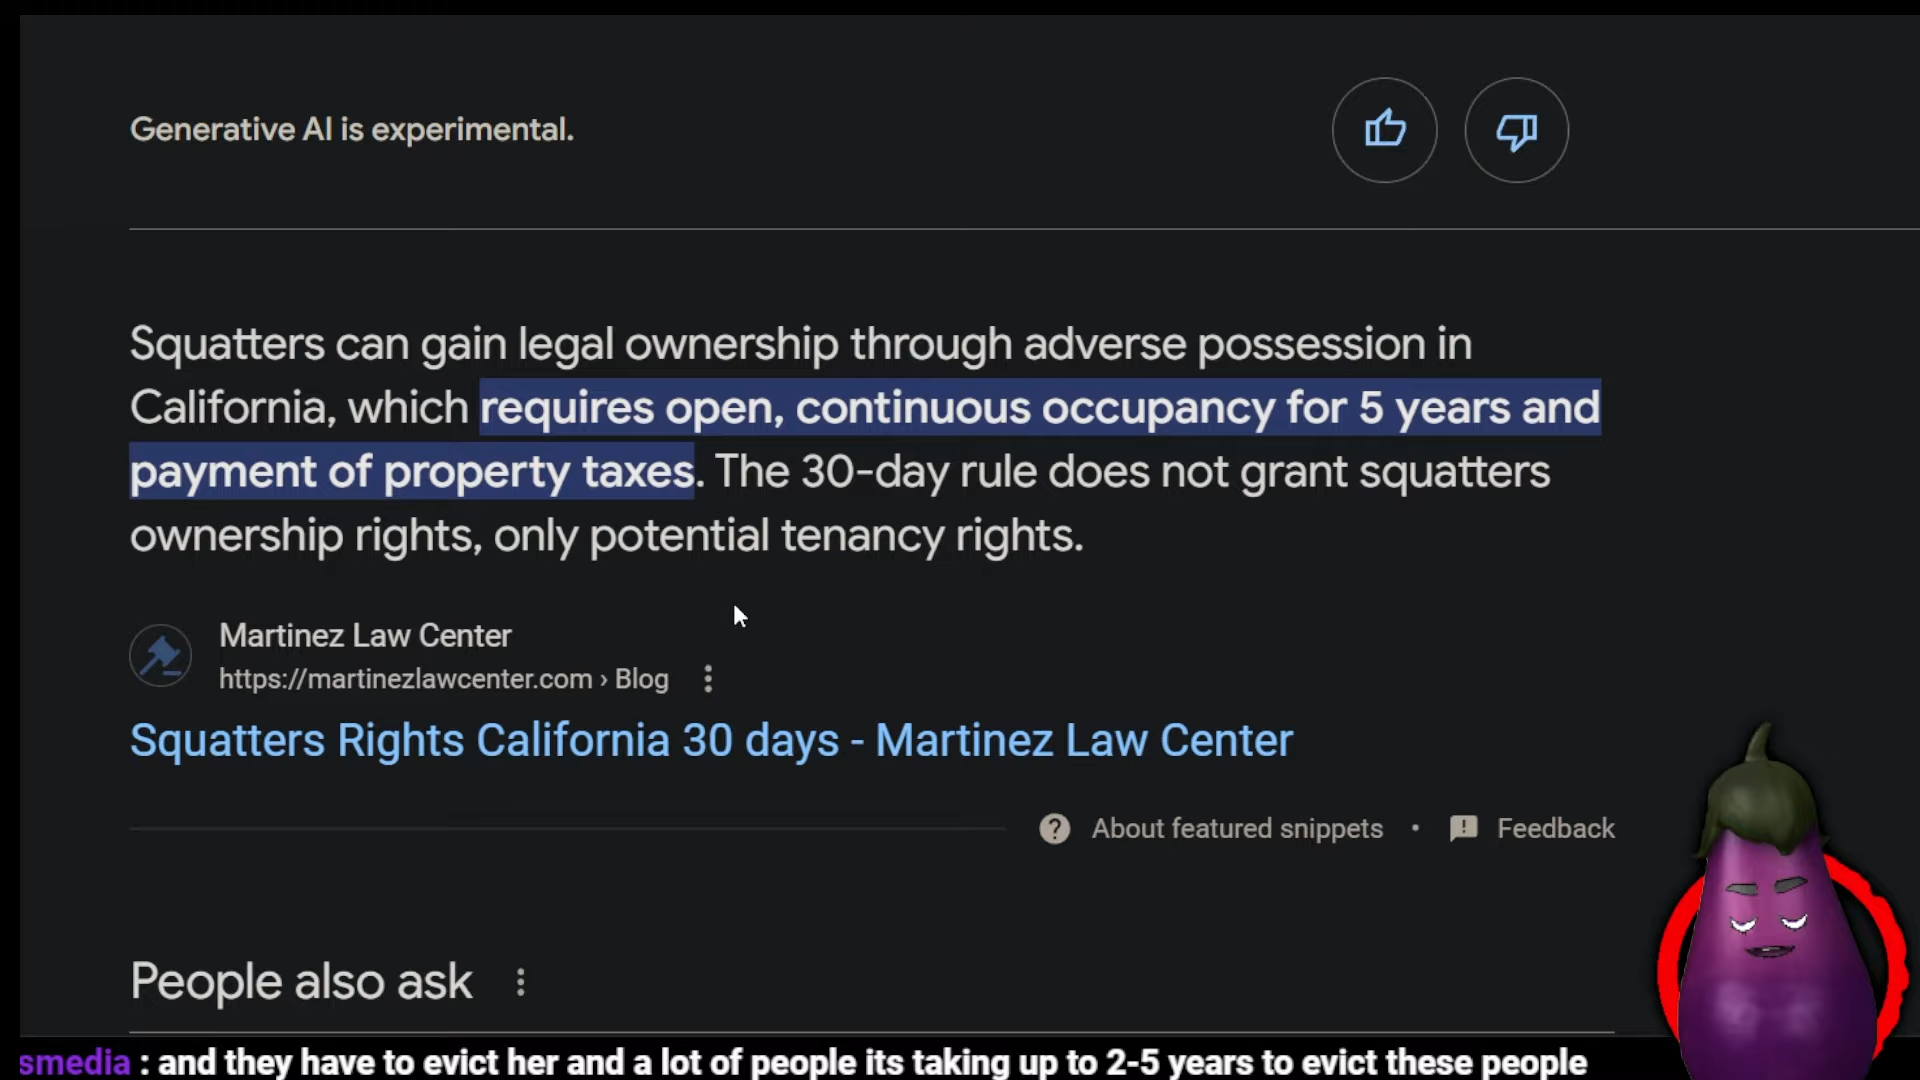 Generative AI is experimental.
Squatters can gain legal ownership through adverse possession in
California, which requires open, continuous occupancy for 5 years and
payment of property taxes. The 30-day rule does not grant squatters
ownership rights, only potential tenancy rights.
Martinez Law Center
https://martinezlawcenter.com › Blog
Squatters Rights California 30 days - Martinez Law Center
About featured snippets • Feedback
People also ask
smedia : and they have to evict her and a lot of people its taking up to 2-5 years to evict these people